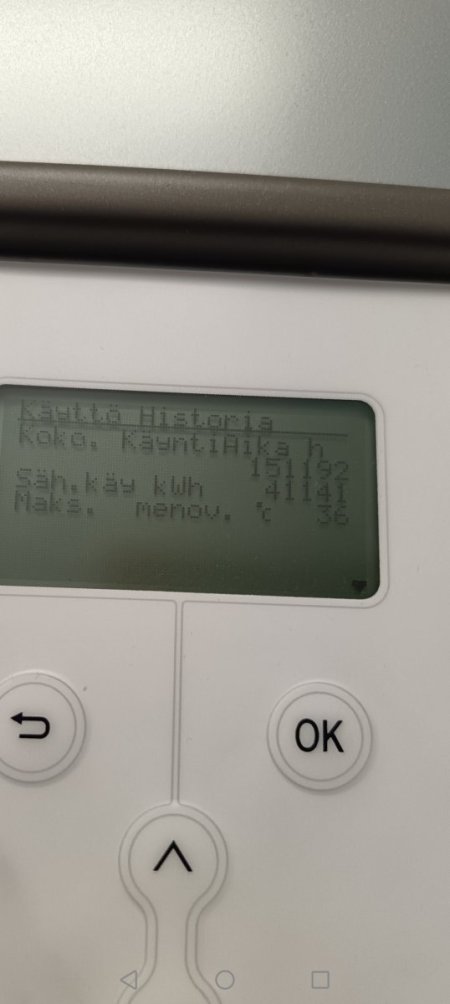 Käyttö Historia
Koko. KäyntiAika h
151192
Säh.käy kWh 41141
Maks. menov. °c 36
OK